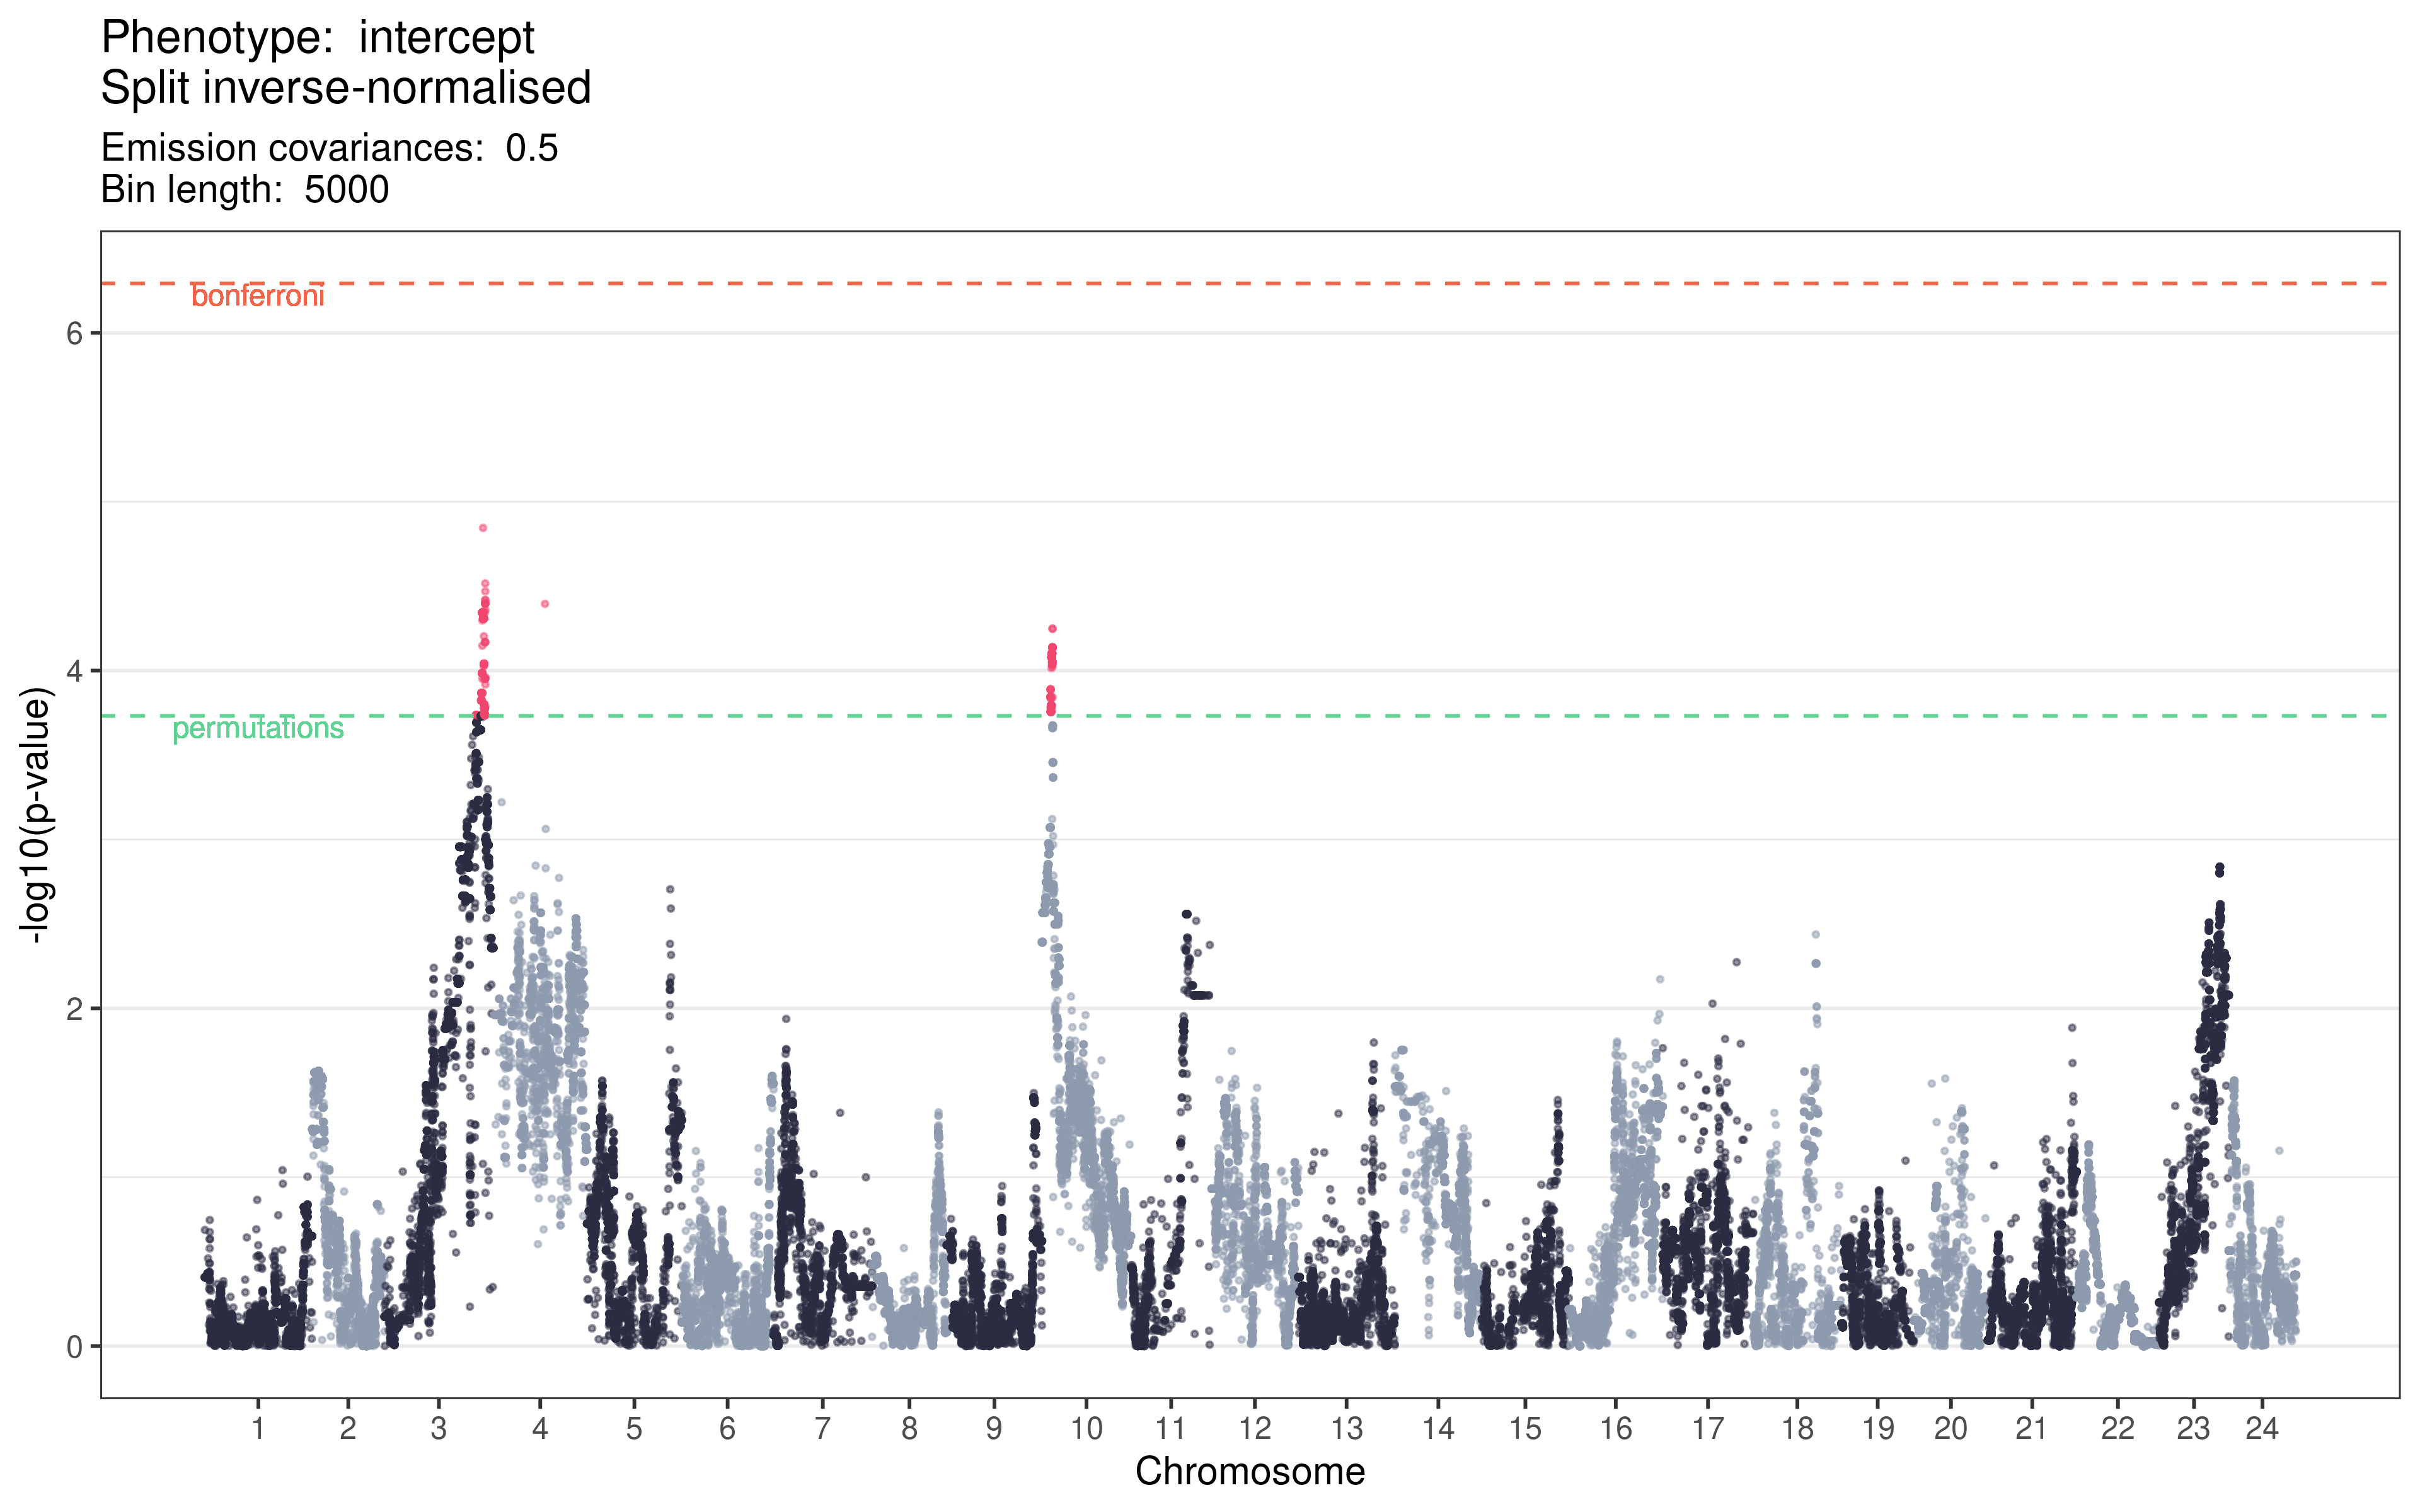 Phenotype:  intercept
Split inverse-normalised
Emission covariances:  0.5
Bin length:  5000
bonferroni
6
4
permutations
2
0
-log10(p-value)
1 2 3 4 5 6 7 8 9 10 11 12 13 14 15 16 17 18 19 20 21 22 23 24
Chromosome